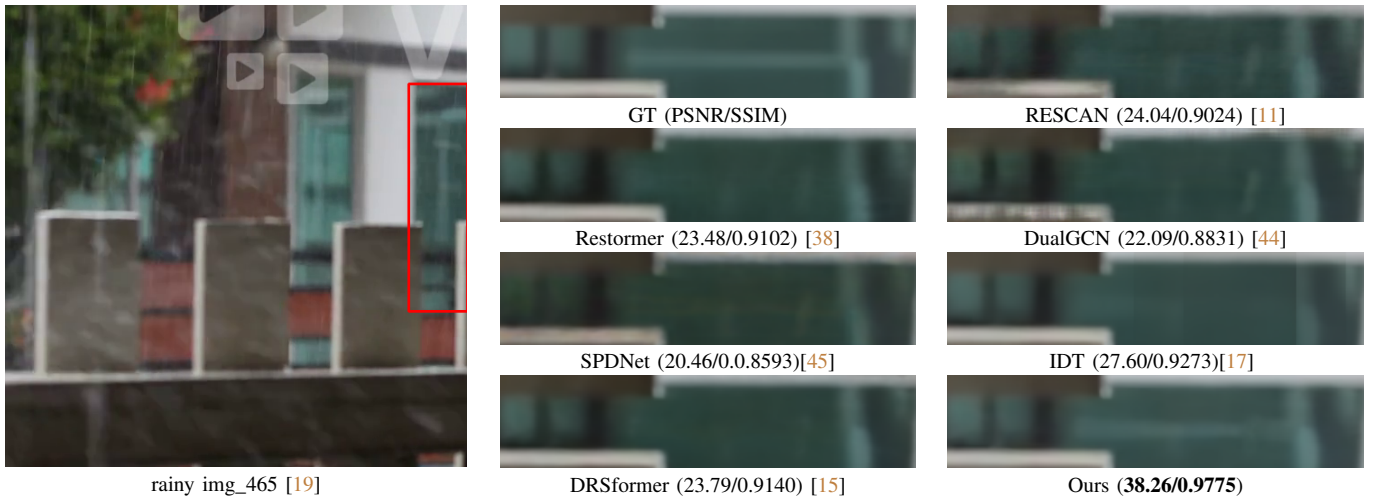 V
GT (PSNR/SSIM)
RESCAN (24.04/0.9024) [11]
Restormer (23.48/0.9102) [38]
DualGCN (22.09/0.8831) [44]
SPDNet (20.46/0.0.8593)[45]
IDT (27.60/0.9273)[17]
rainy img_465 [19]
DRSformer (23.79/0.9140) [15]
Ours (38.26/0.9775)